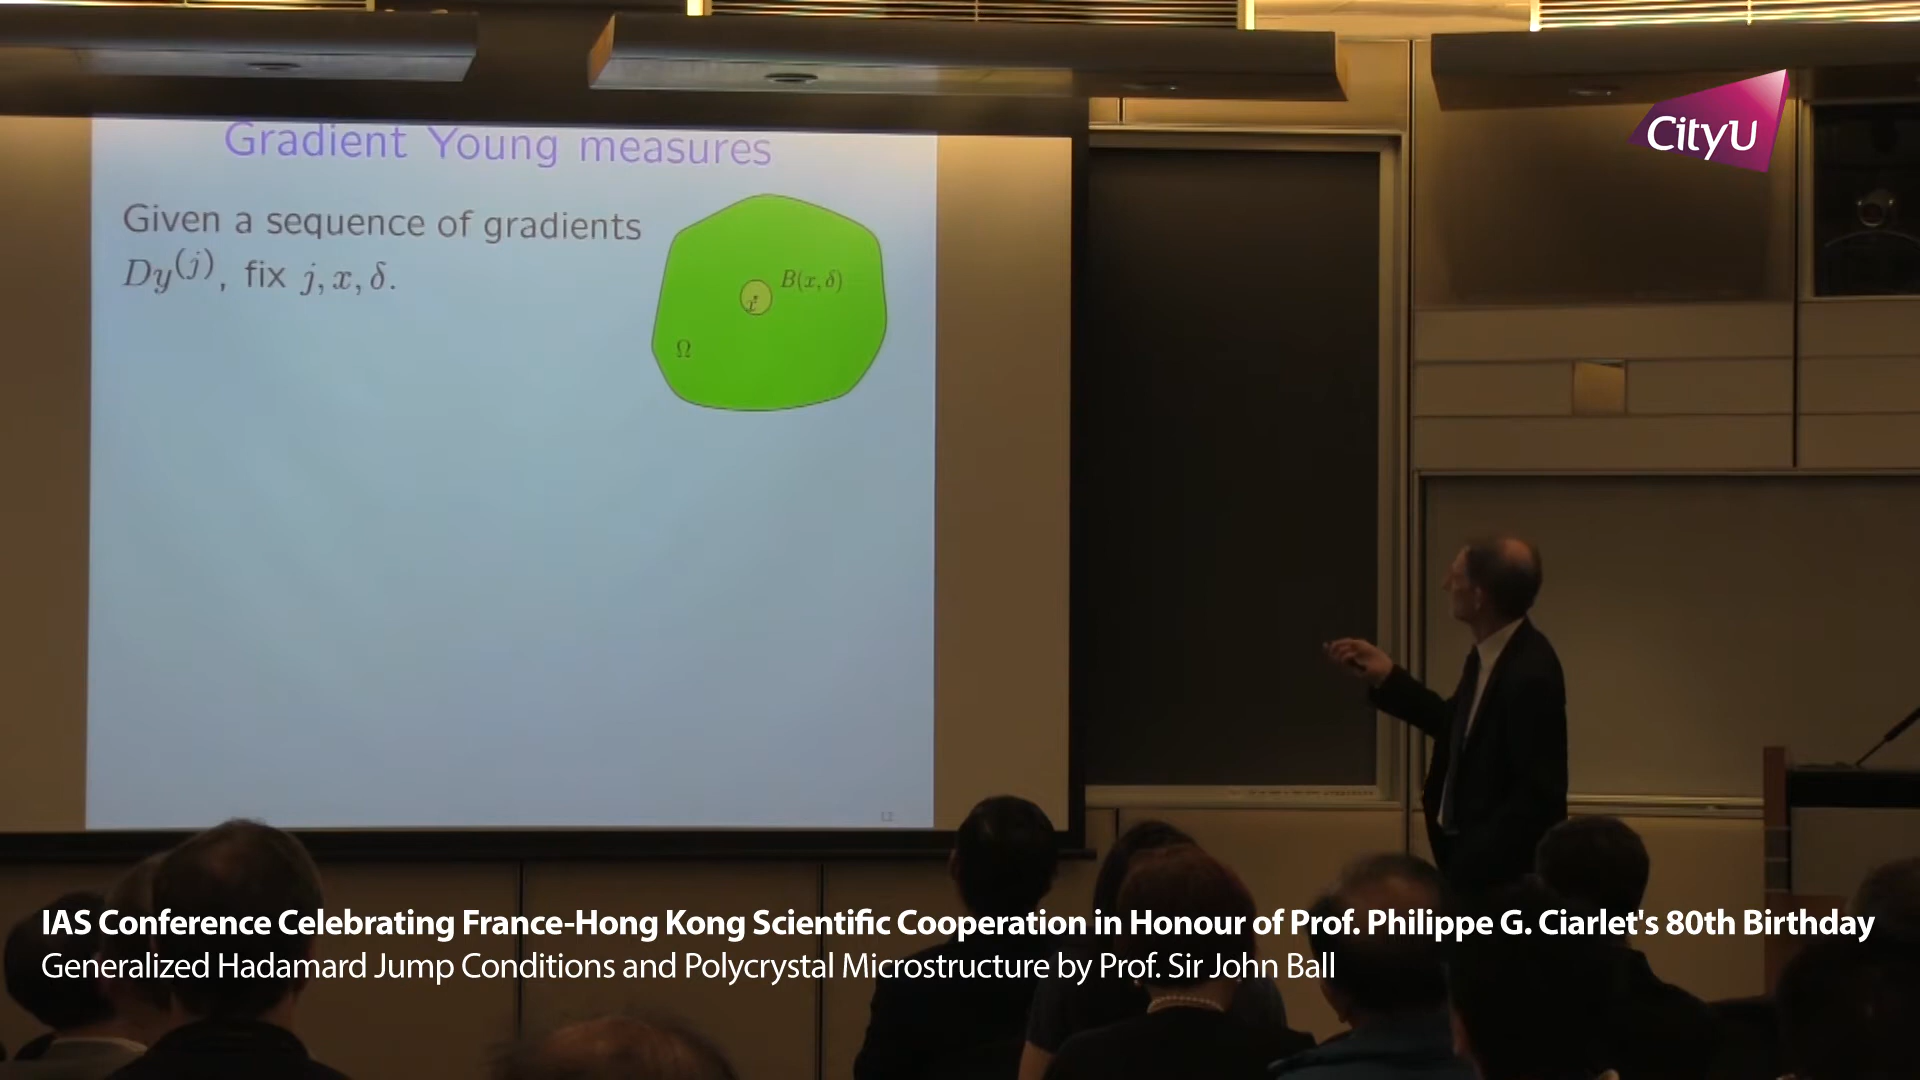 CityU
Gradient Young measures
Given a sequence of gradients
Dy^(j), fix j, x, δ.
B(x, δ)
x
Ω
12
IAS Conference Celebrating France-Hong Kong Scientific Cooperation in Honour of Prof. Philippe G. Ciarlet's 80th Birthday
Generalized Hadamard Jump Conditions and Polycrystal Microstructure by Prof. Sir John Ball